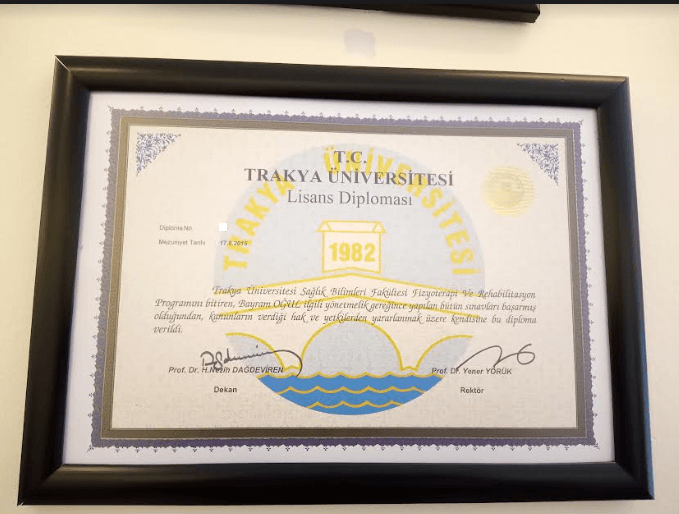 T.C.
TRAKYA ÜNİVERSİTESİ
Lisans Diploması
TRAKYA ÜNİVERSİTESİ
1982
Diploma No
Mezuniyet Tarihi 17.6.2016
Trakya Üniversitesi Sağlık Bilimleri Fakültesi Fizyoterapi Ve Rehabilitasyon
Programını bitiren, Bayram OĞUL, ilgili yönetmelik gereğince yapılan bütün sınavları başarmış
olduğundan, kanunların verdiği hak ve yetkilerden yararlanmak üzere kendisine bu diploma
verildi.
Prof. Dr. H.Nezih DAĞDEVİREN Prof. Dr. Yener YÖRÜK
Dekan Rektör